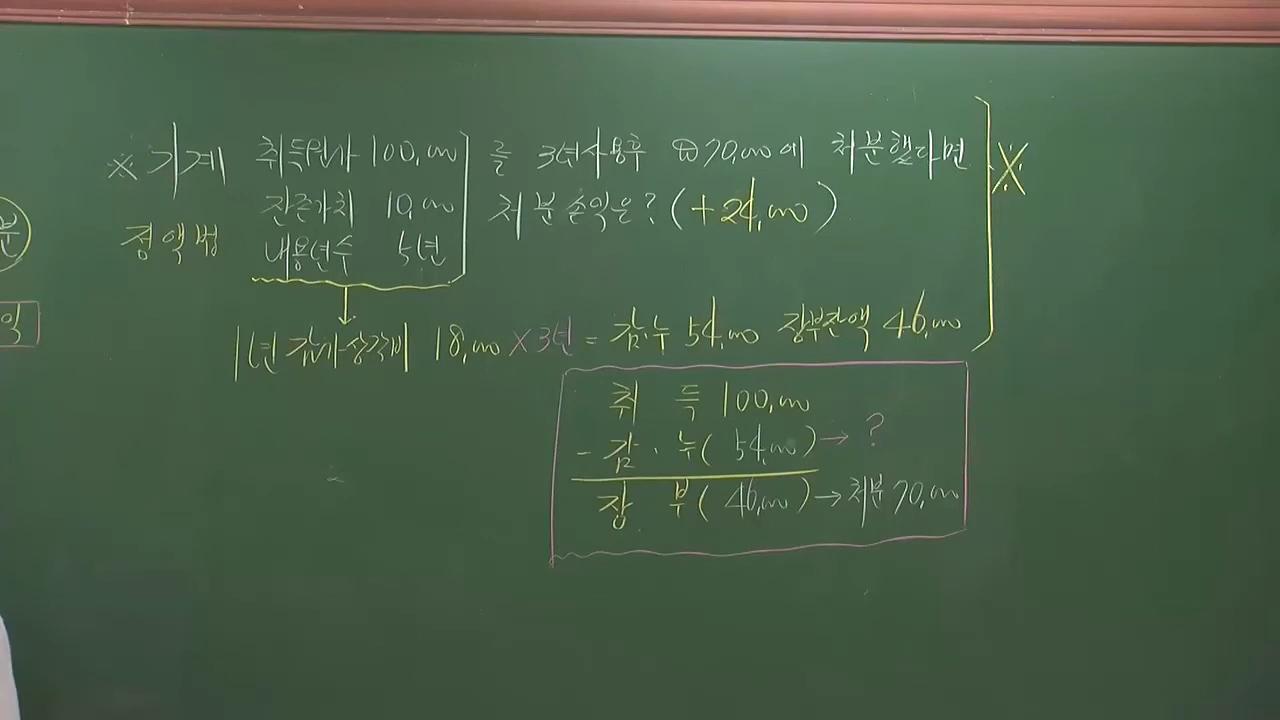 ※ 기계 취득원가 100,000 를 3년사용후 ₩70,000에 처분했다면 X
잔존가치 10,000 처분손익은? (+24,000)
정액법 내용년수 5년
1년 감가상각비 18,000 X 3년 = 감.누 54,000 장부잔액 46,000
취 득 100,000
- 감 . 누 ( 54,000 ) → ?
장 부 ( 46,000 ) → 처분 70,000
분
익